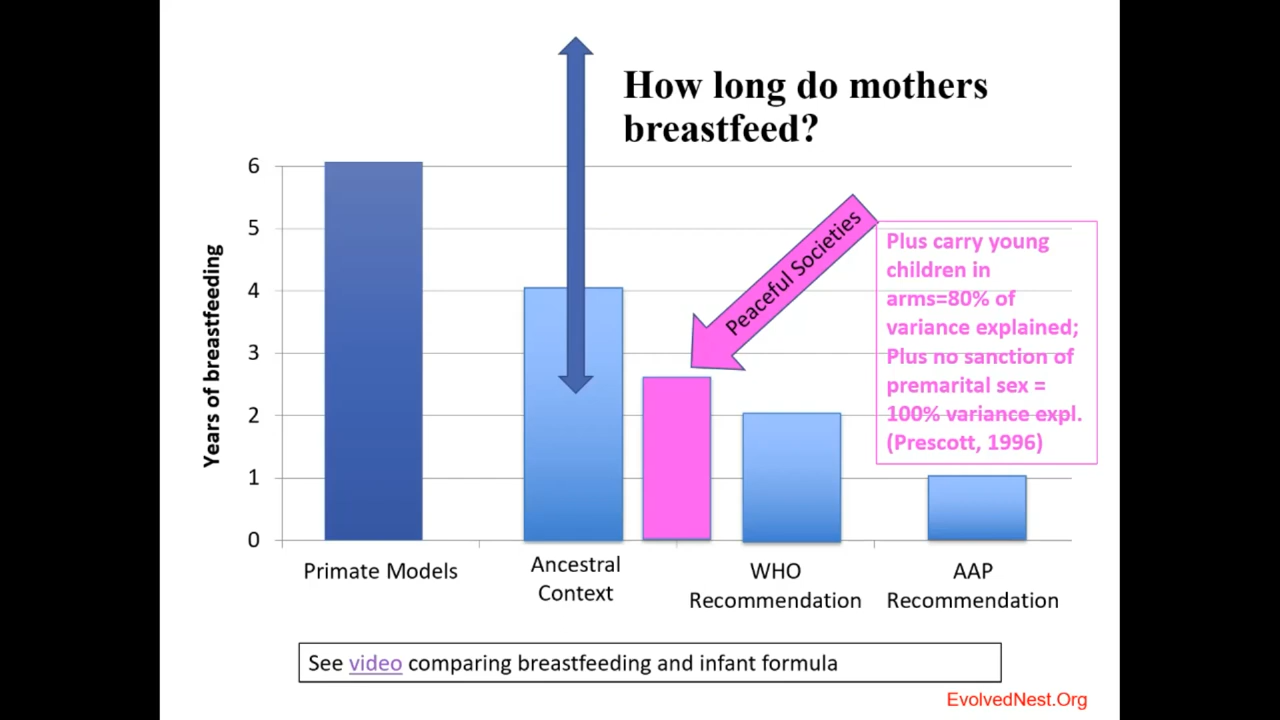 How long do mothers
breastfeed?
6
5
4
3
2
1
0
Years of breastfeeding
Peaceful Societies
Plus carry young
children in
arms=80% of
variance explained;
Plus no sanction of
premarital sex =
100% variance expl.
(Prescott, 1996)
Primate Models
Ancestral
Context
WHO
Recommendation
AAP
Recommendation
See video comparing breastfeeding and infant formula
EvolvedNest.Org